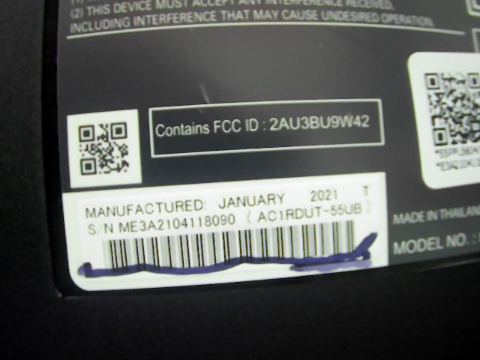 (2) THIS DEVICE MUST ACCEPT ANY INTERFERENCE RECEIVED,
INCLUDING INTERFERENCE THAT MAY CAUSE UNDESIRED OPERATION
Contains FCC ID : 2AU3BU9W42
MANUFACTURED: JANUARY 2021 T
S/N ME3A2104118090 ( AC1RDUT-55UB )
MADE IN THAILAND
MODEL NO. :